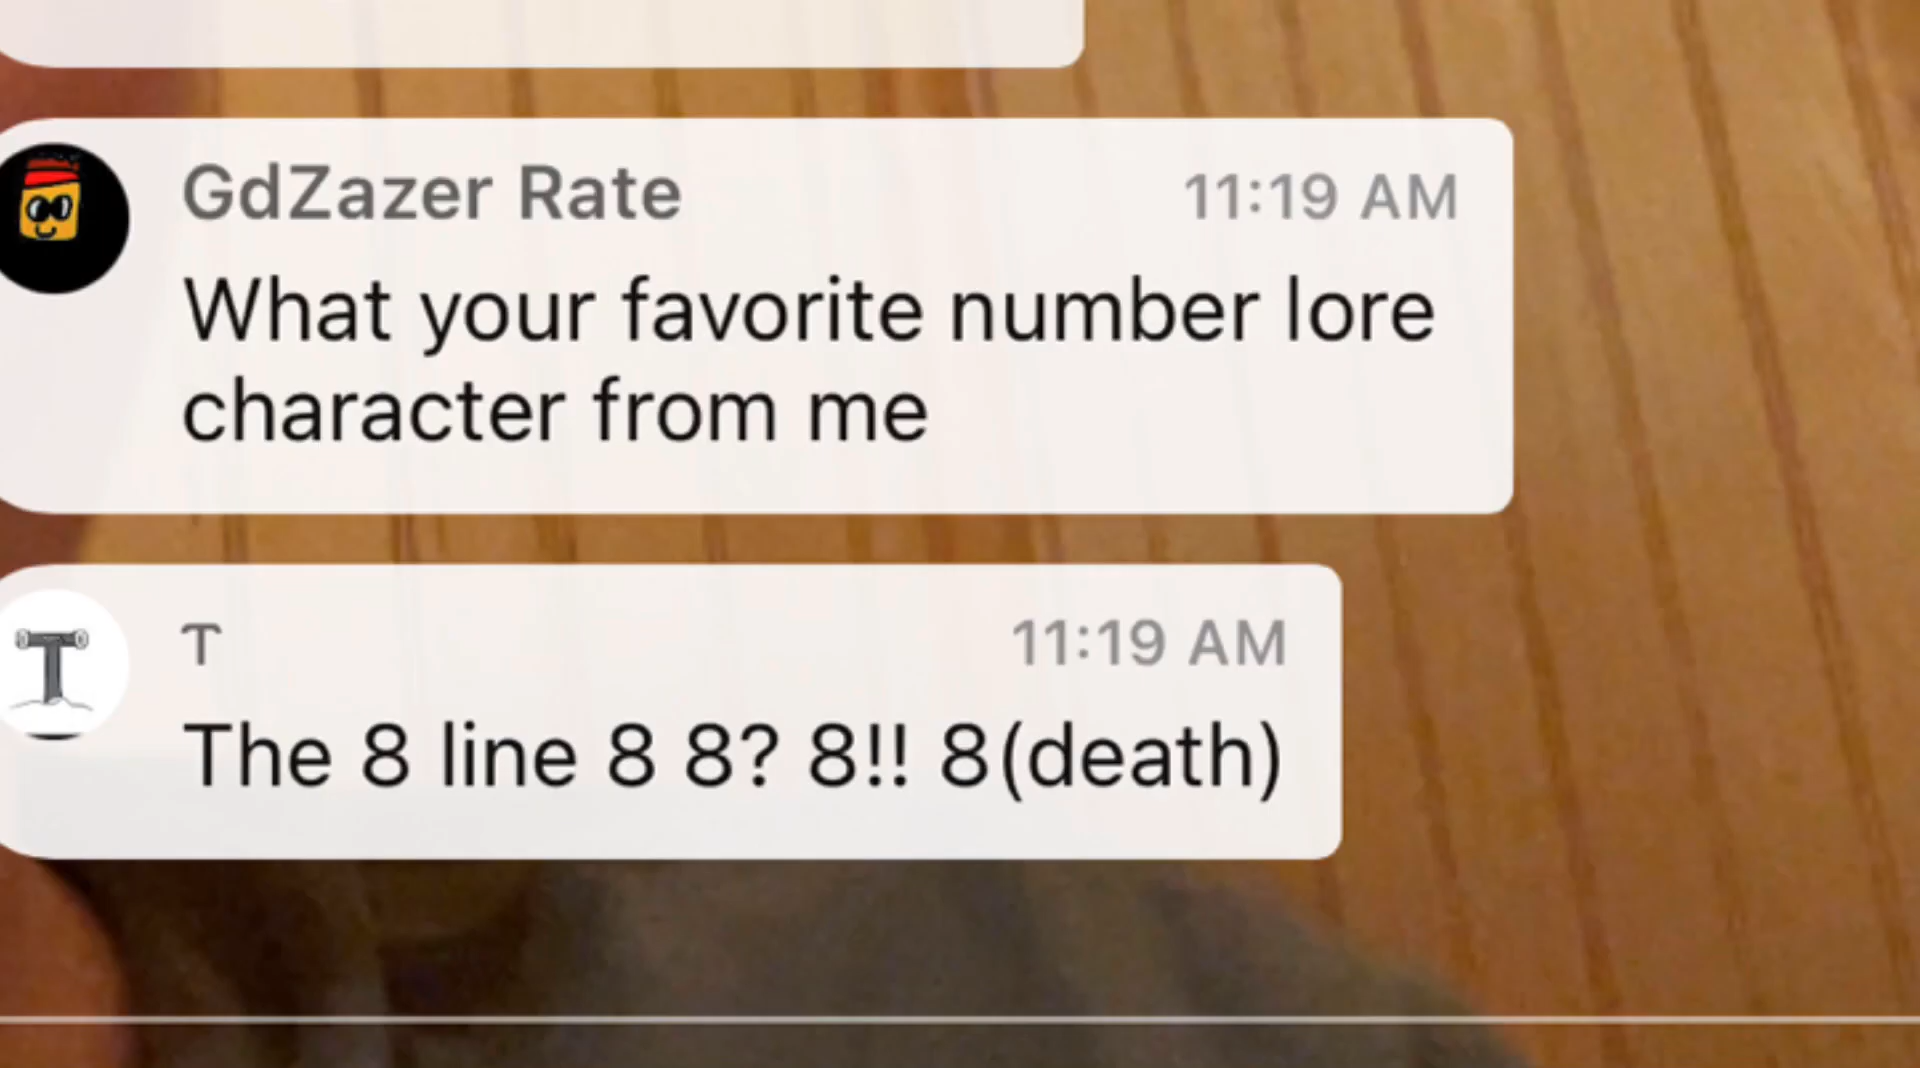 GdZazer Rate 11:19 AM
What your favorite number lore
character from me
T 11:19 AM
The 8 line 8 8? 8!! 8(death)